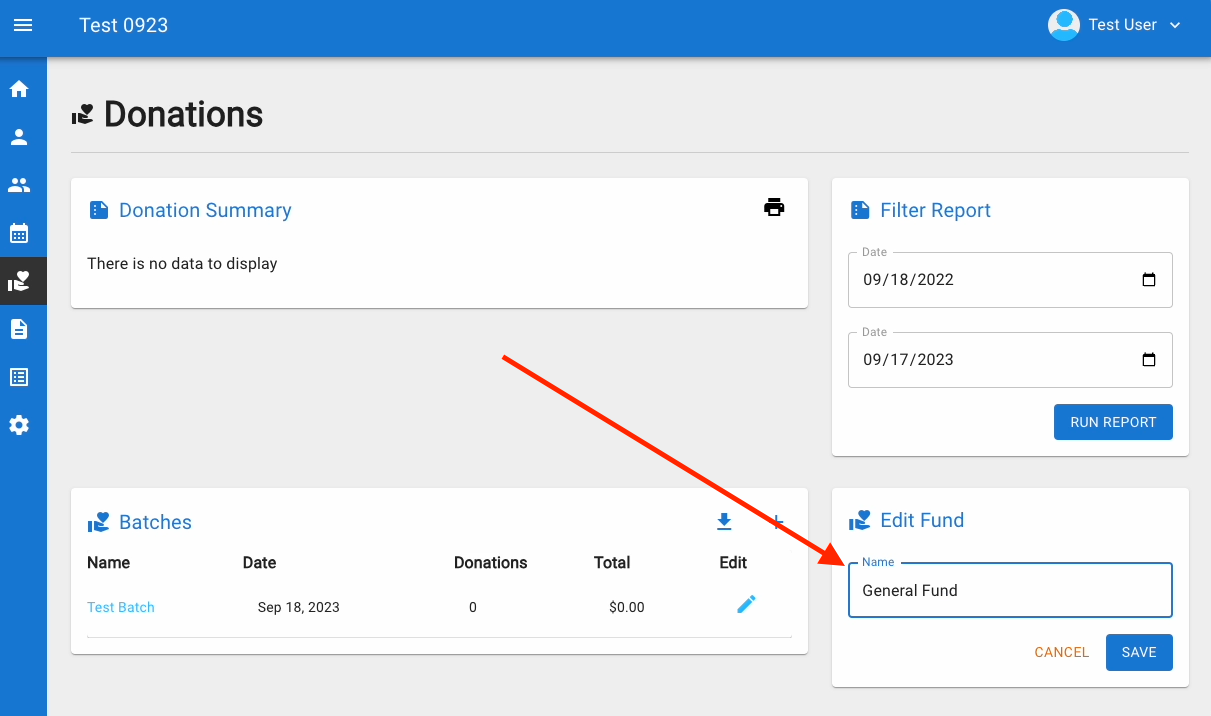 Test 0923
Test User
Donations
Donation Summary
There is no data to display
Filter Report
Date
09/18/2022
Date
09/17/2023
RUN REPORT
Batches
Name Date Donations Total Edit
Test Batch Sep 18, 2023 0 $0.00
Edit Fund
Name
General Fund
CANCEL SAVE